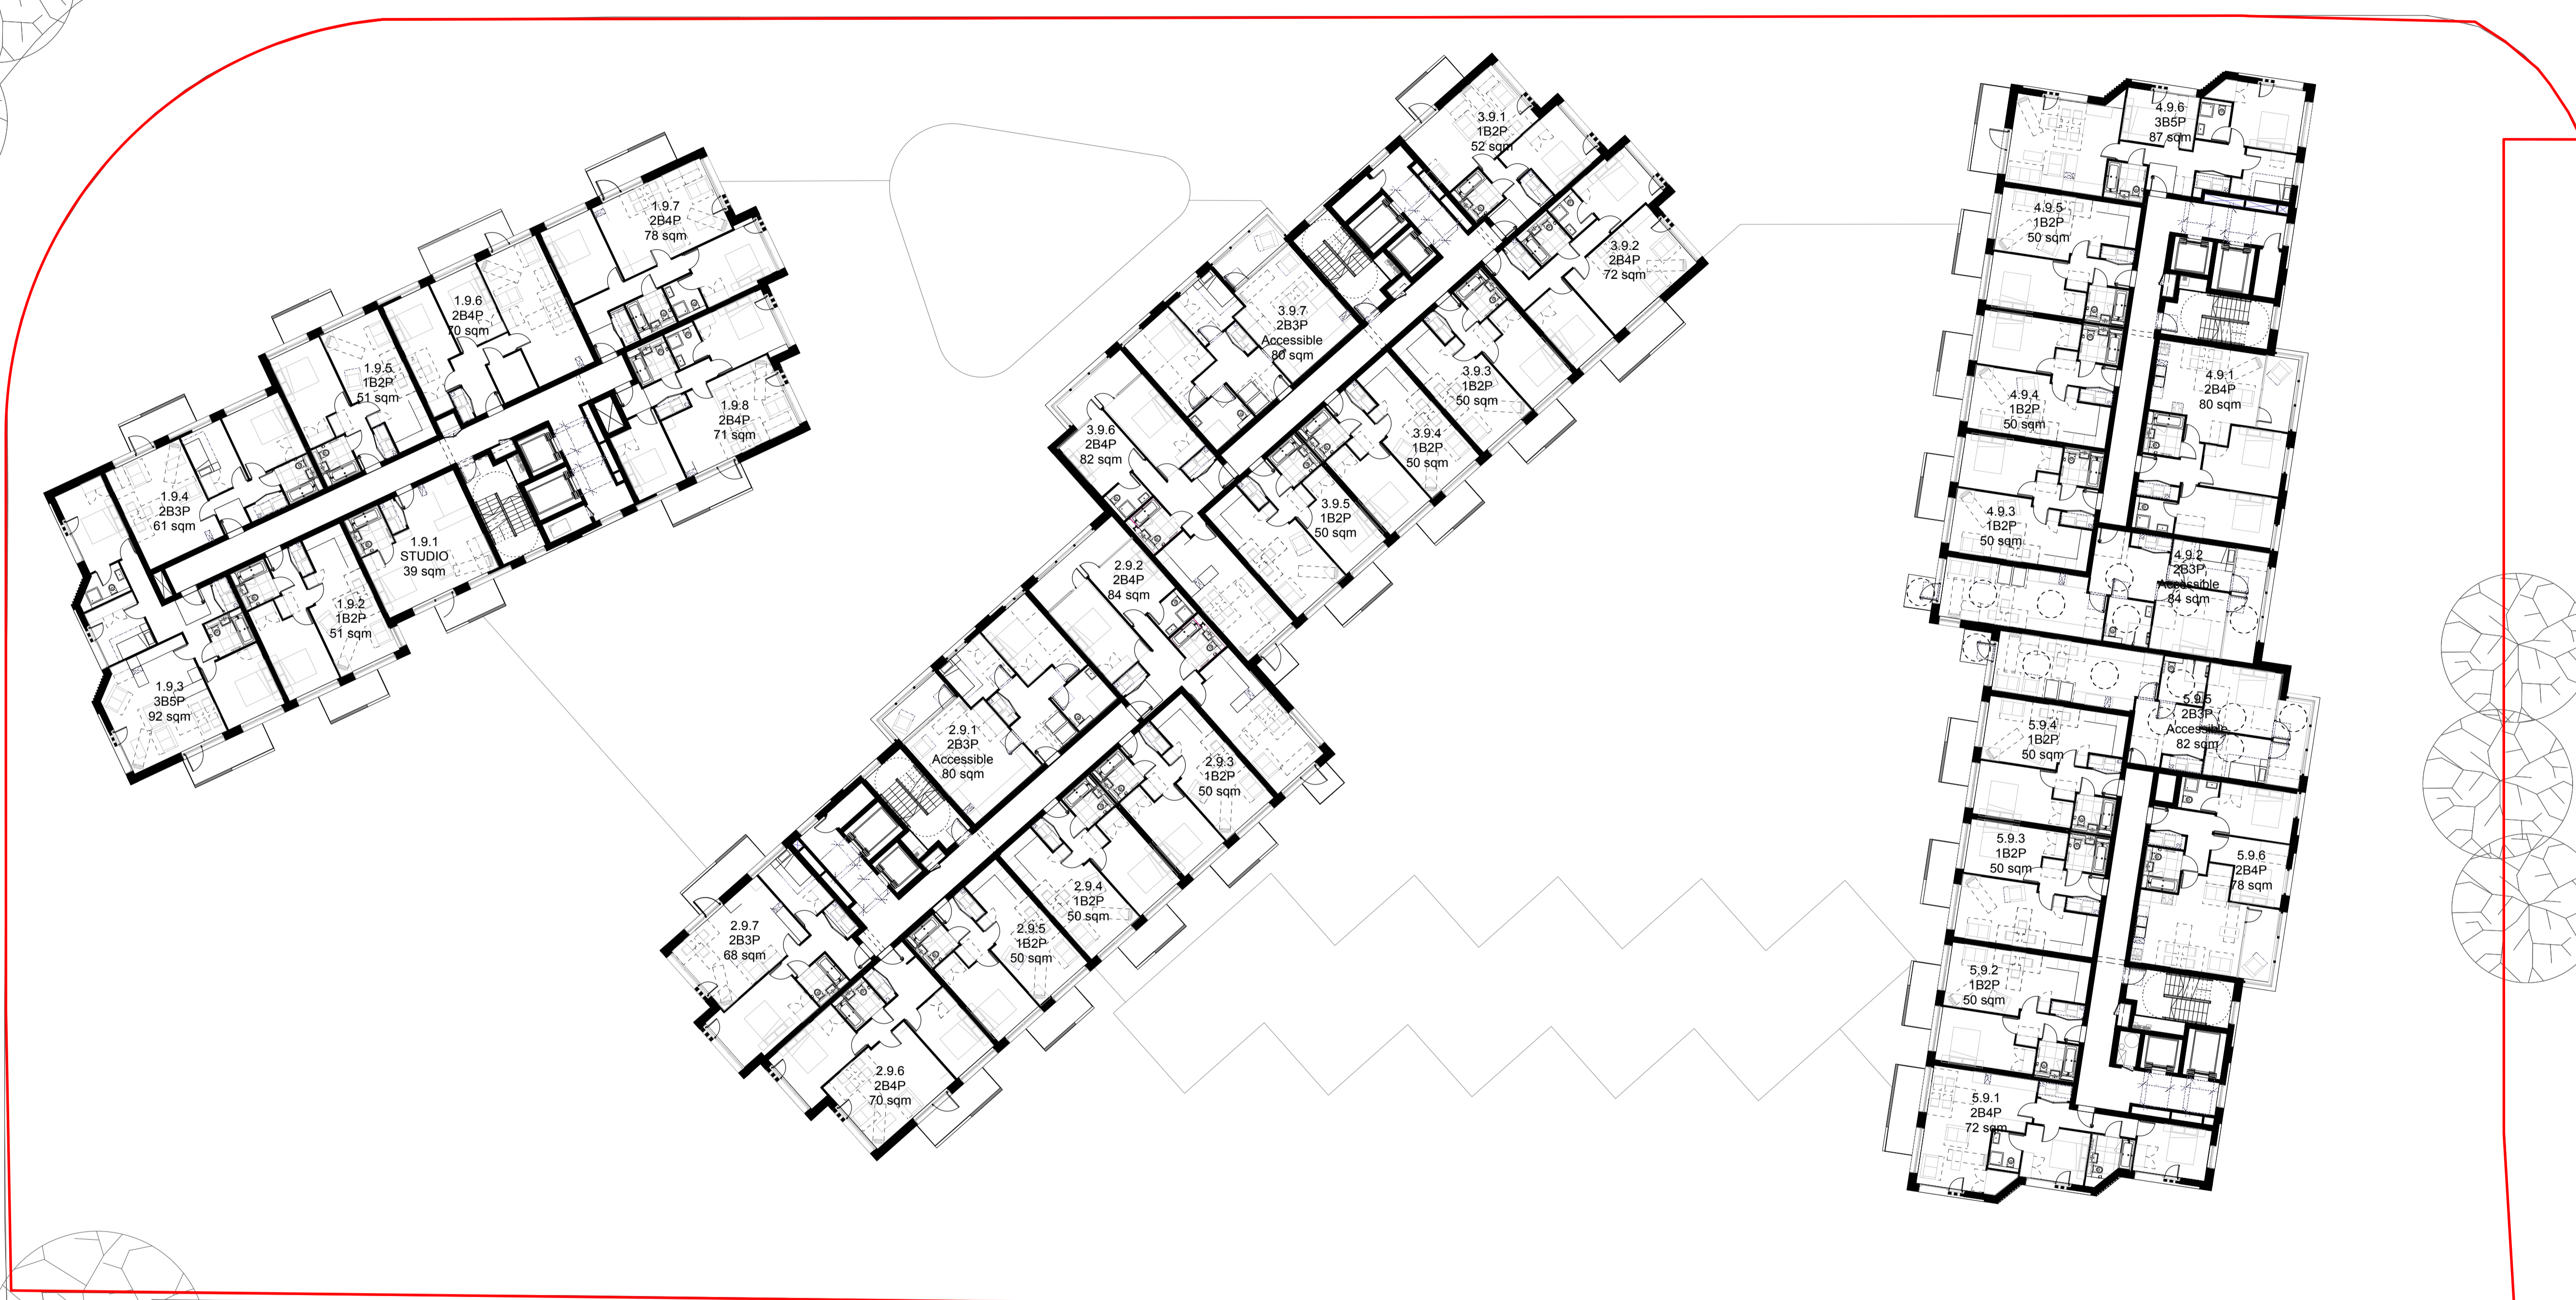 1.9.7
2B4P
78 sqm
1.9.6
2B4P
70 sqm
1.9.5
1B2P
51 sqm
1.9.8
2B4P
71 sqm
1.9.4
2B3P
61 sqm
1.9.1
STUDIO
39 sqm
1.9.2
1B2P
51 sqm
1.9.3
3B5P
92 sqm
3.9.1
1B2P
52 sqm
3.9.2
2B4P
72 sqm
3.9.7
2B3P
Accessible
80 sqm
3.9.3
1B2P
50 sqm
3.9.6
2B4P
82 sqm
3.9.4
1B2P
50 sqm
3.9.5
1B2P
50 sqm
2.9.2
2B4P
84 sqm
2.9.1
2B3P
Accessible
80 sqm
2.9.3
1B2P
50 sqm
2.9.4
1B2P
50 sqm
2.9.5
1B2P
50 sqm
2.9.7
2B3P
68 sqm
2.9.6
2B4P
70 sqm
4.9.6
3B5P
87 sqm
4.9.5
1B2P
50 sqm
4.9.1
2B4P
80 sqm
4.9.4
1B2P
50 sqm
4.9.3
1B2P
50 sqm
4.9.2
2B3P
Accessible
84 sqm
5.9.5
2B3P
Accessible
82 sqm
5.9.4
1B2P
50 sqm
5.9.3
1B2P
50 sqm
5.9.6
2B4P
78 sqm
5.9.2
1B2P
50 sqm
5.9.1
2B4P
72 sqm